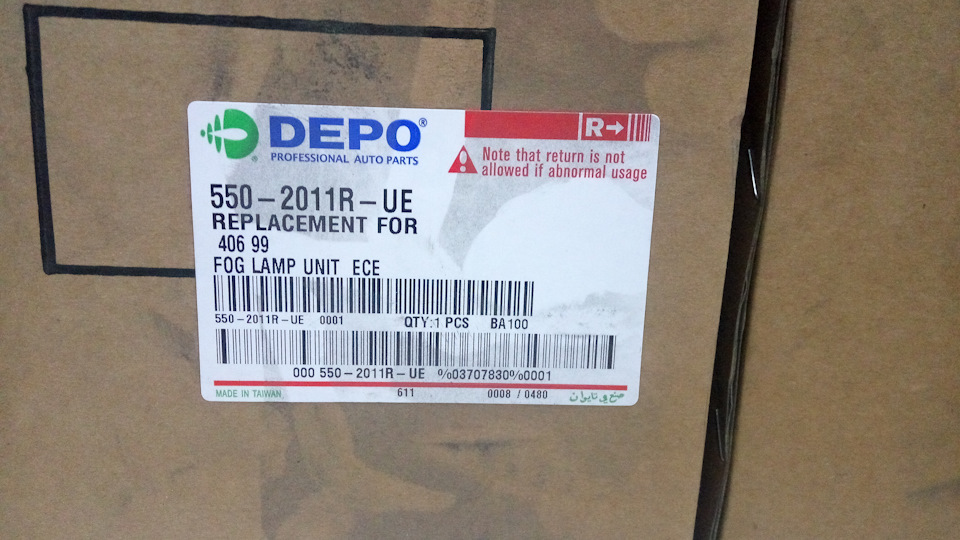 DEPO®
PROFESSIONAL AUTO PARTS
R→
Note that return is not
allowed if abnormal usage
550-2011R-UE
REPLACEMENT FOR
406 99
FOG LAMP UNIT ECE
550-2011R-UE 0001 QTY:1 PCS BA100
000 550-2011R-UE %03707830%0001
MADE IN TAIWAN 611 0008 / 0480 صنع في تايوان